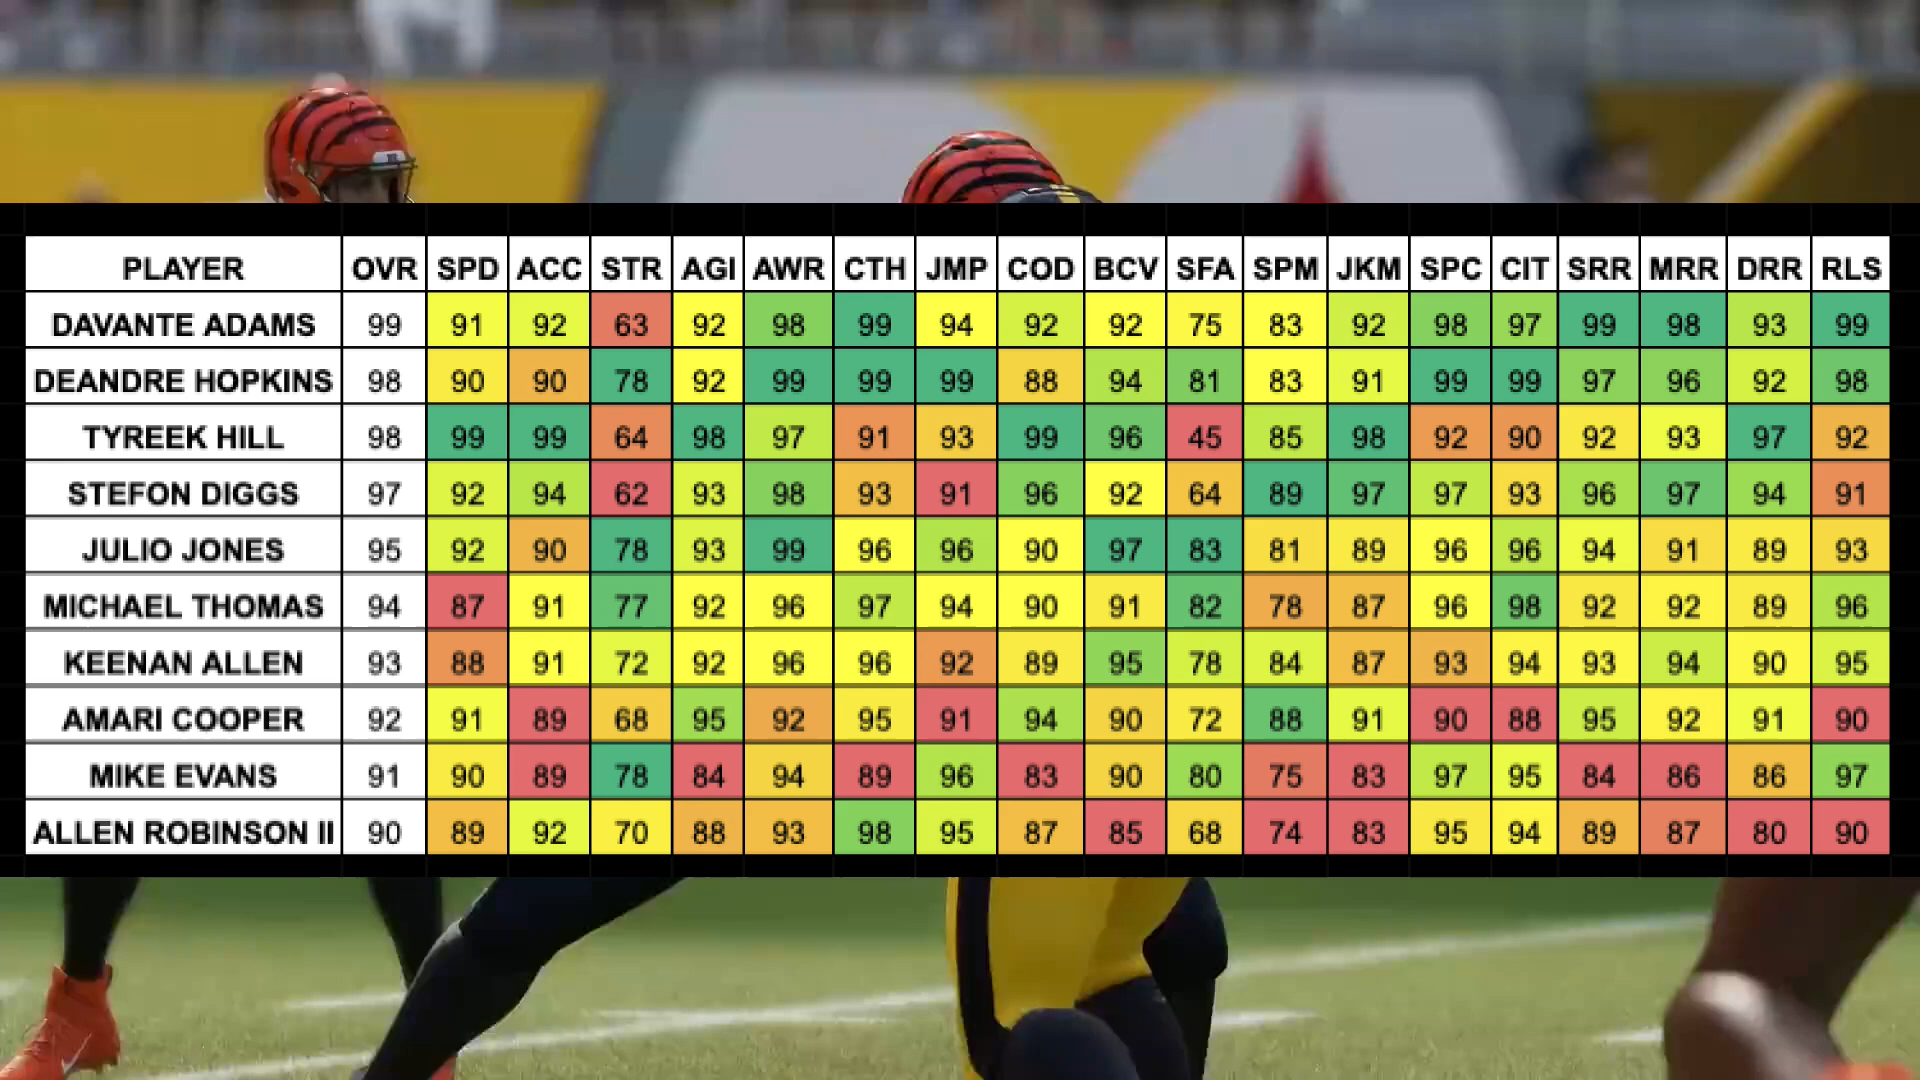 PLAYER OVR SPD ACC STR AGI AWR CTH JMP COD BCV SFA SPM JKM SPC CIT SRR MRR DRR RLS
DAVANTE ADAMS 99 91 92 63 92 98 99 94 92 92 75 83 92 98 97 99 98 93 99
DEANDRE HOPKINS 98 90 90 78 92 99 99 99 88 94 81 83 91 99 99 97 96 92 98
TYREEK HILL 98 99 99 64 98 97 91 93 99 96 45 85 98 92 90 92 93 97 92
STEFON DIGGS 97 92 94 62 93 98 93 91 96 92 64 89 97 97 93 96 97 94 91
JULIO JONES 95 92 90 78 93 99 96 96 90 97 83 81 89 96 96 94 91 89 93
MICHAEL THOMAS 94 87 91 77 92 96 97 94 90 91 82 78 87 96 98 92 92 89 96
KEENAN ALLEN 93 88 91 72 92 96 96 92 89 95 78 84 87 93 94 93 94 90 95
AMARI COOPER 92 91 89 68 95 92 95 91 94 90 72 88 91 90 88 95 92 91 90
MIKE EVANS 91 90 89 78 84 94 89 96 83 90 80 75 83 97 95 84 86 86 97
ALLEN ROBINSON II 90 89 92 70 88 93 98 95 87 85 68 74 83 95 94 89 87 80 90